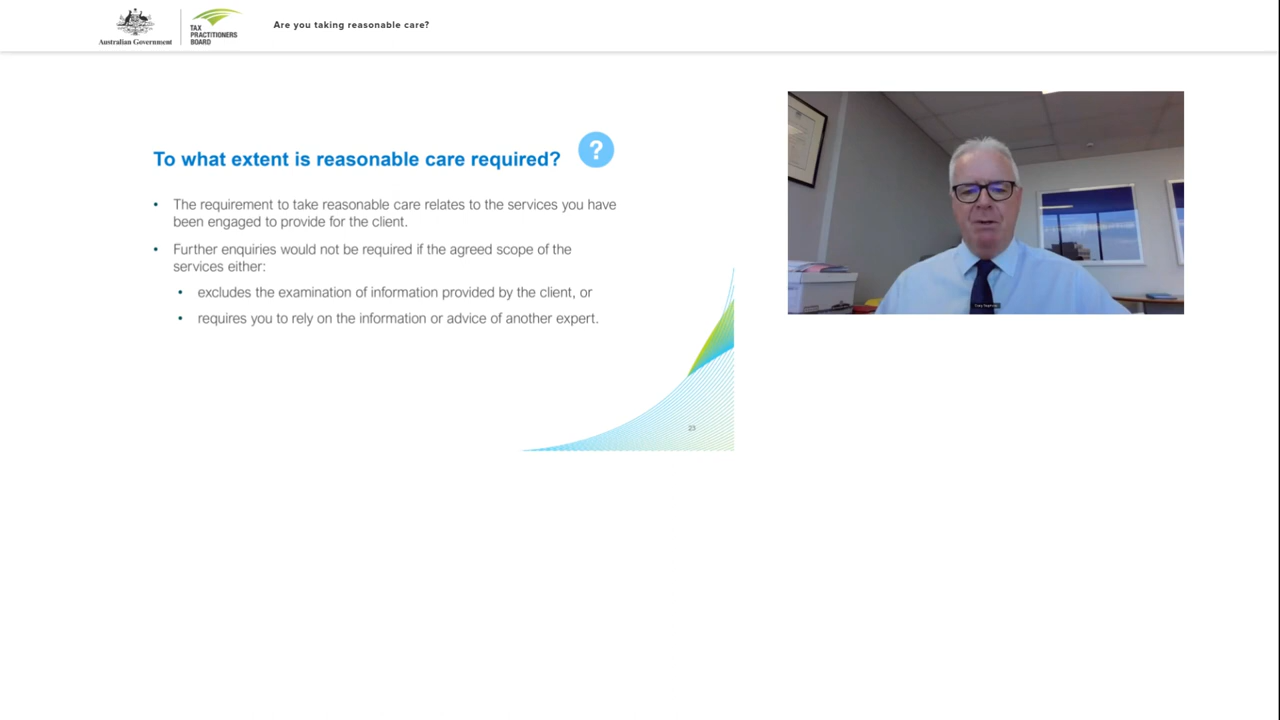 Australian Government
TAX
PRACTITIONERS
BOARD
Are you taking reasonable care?
To what extent is reasonable care required?
?
• The requirement to take reasonable care relates to the services you have
been engaged to provide for the client.
• Further enquiries would not be required if the agreed scope of the
services either:
• excludes the examination of information provided by the client, or
• requires you to rely on the information or advice of another expert.
23